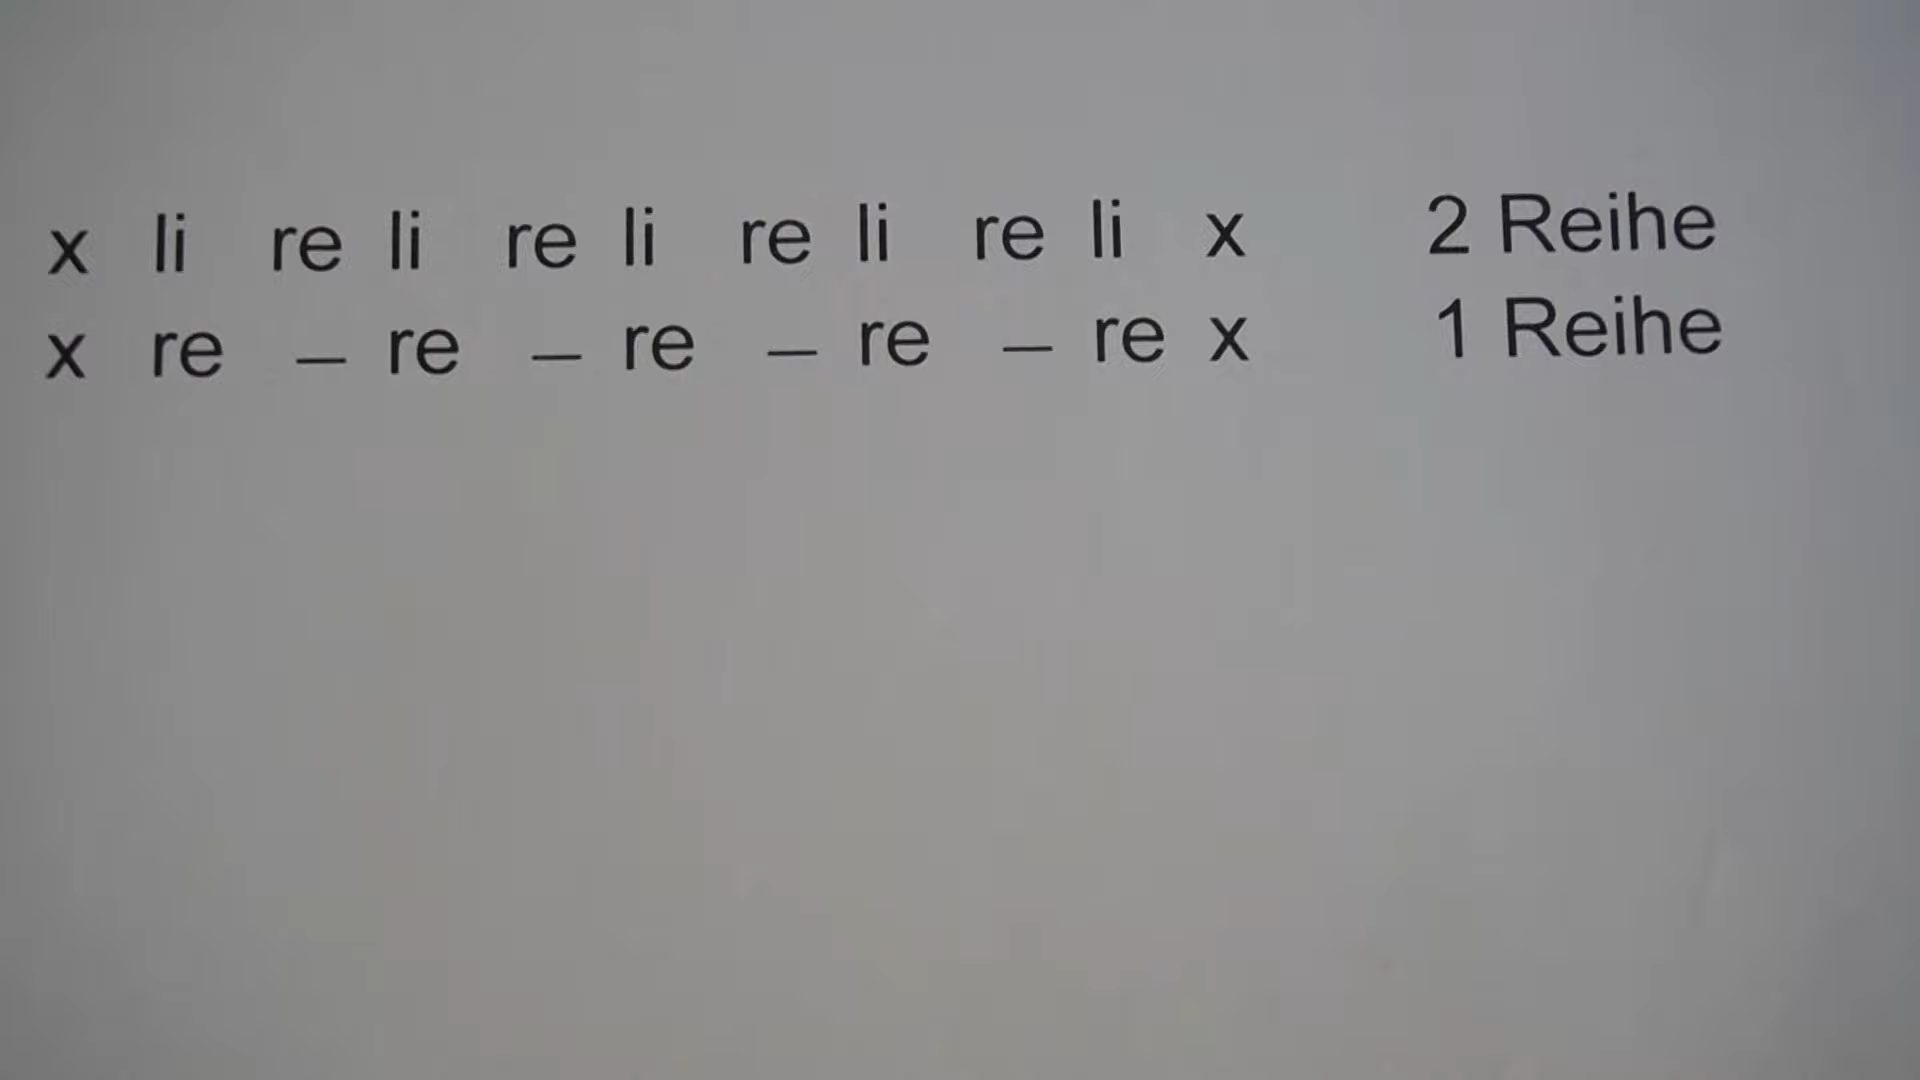 x li re li re li re li re li x 2 Reihe
x re – re – re – re – re x 1 Reihe